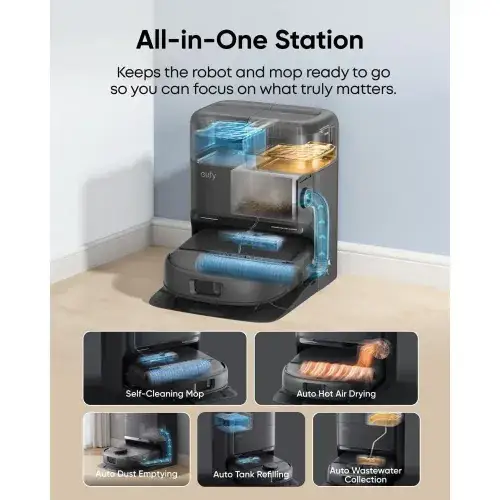 All-in-One Station
Keeps the robot and mop ready to go
so you can focus on what truly matters.
eufy
Self-Cleaning Mop
Auto Hot Air Drying
Auto Dust Emptying
Auto Tank Refilling
Auto Wastewater
Collection